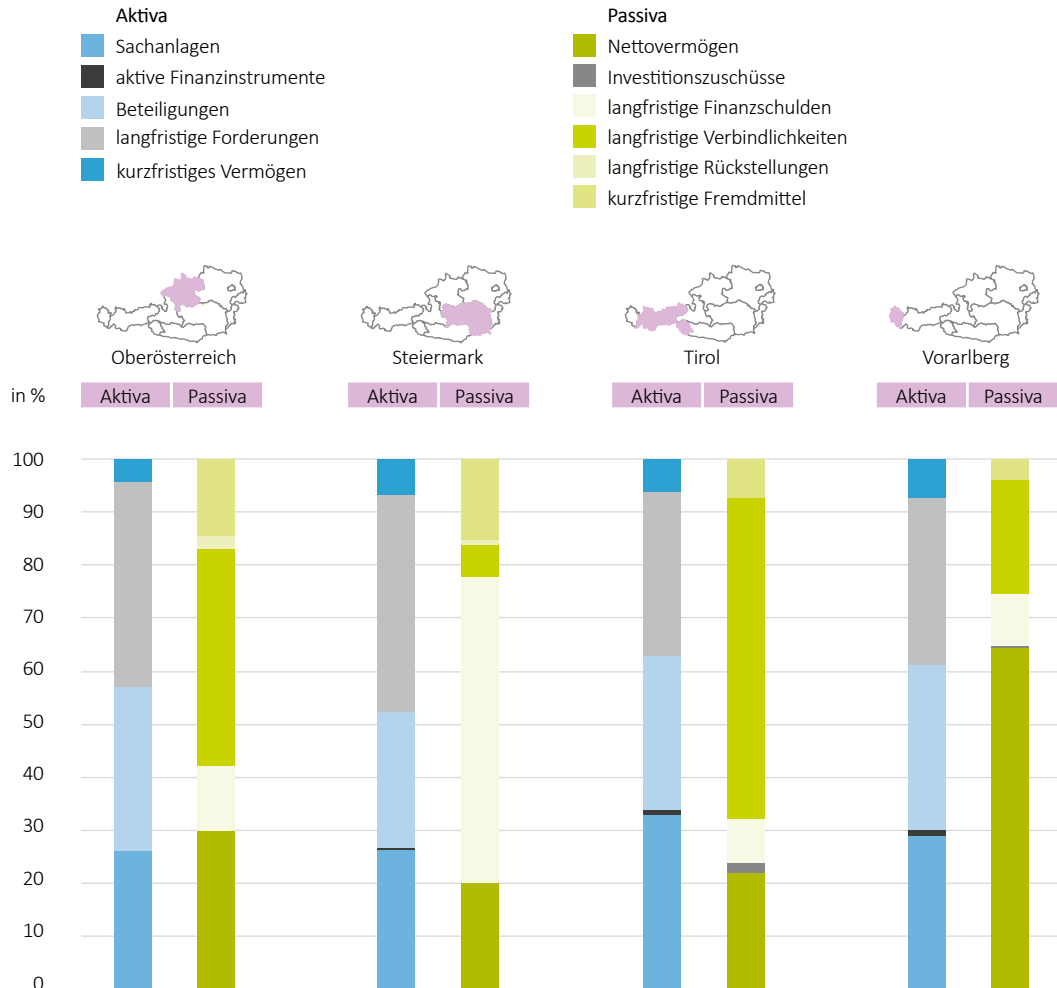 Aktiva
Sachanlagen
aktive Finanzinstrumente
Beteiligungen
langfristige Forderungen
kurzfristiges Vermögen
Passiva
Nettovermögen
Investitionszuschüsse
langfristige Finanzschulden
langfristige Verbindlichkeiten
langfristige Rückstellungen
kurzfristige Fremdmittel
Oberösterreich
Steiermark
Tirol
Vorarlberg
in %
Aktiva
Passiva
Aktiva
Passiva
Aktiva
Passiva
Aktiva
Passiva
100
90
80
70
60
50
40
30
20
10
0